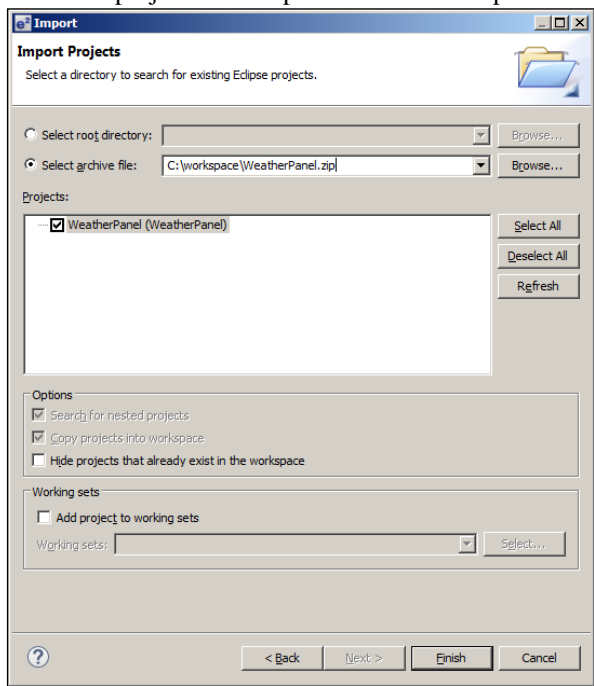 e² Import
Import Projects
Select a directory to search for existing Eclipse projects.
Select root directory:
Browse...
Select archive file: C:\workspace\WeatherPanel.zip Browse...
Projects:
WeatherPanel (WeatherPanel)
Select All
Deselect All
Refresh
Options
Search for nested projects
Copy projects into workspace
Hide projects that already exist in the workspace
Working sets
Add project to working sets
Working sets:
Select...
?
< Back Next > Finish Cancel